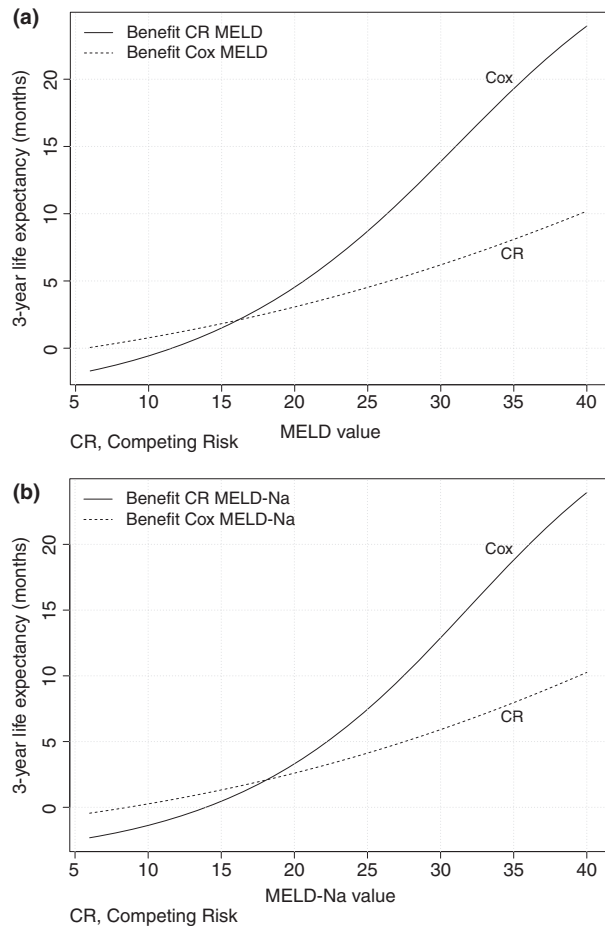 (a)
Benefit CR MELD
Benefit Cox MELD
3-year life expectancy (months)
20
15
10
5
0
Cox
CR
5 10 15 20 25 30 35 40
MELD value
CR, Competing Risk
(b)
Benefit CR MELD-Na
Benefit Cox MELD-Na
3-year life expectancy (months)
20
15
10
5
0
Cox
CR
5 10 15 20 25 30 35 40
MELD-Na value
CR, Competing Risk